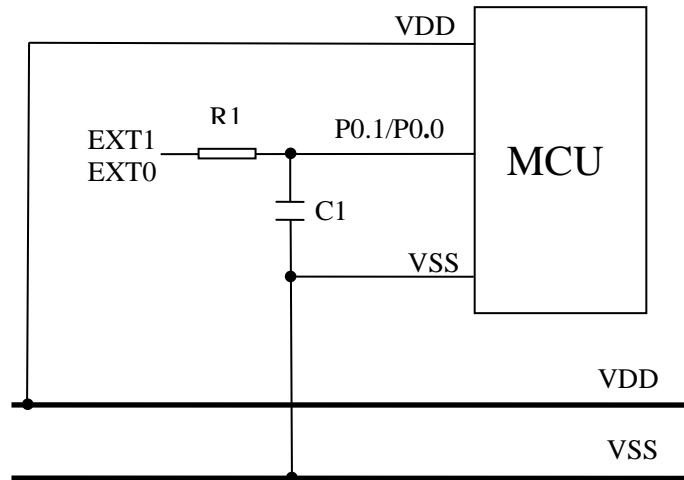 VDD
R1
EXT1
P0.1/P0.0
MCU
EXT0
C1
VSS
VDD
VSS